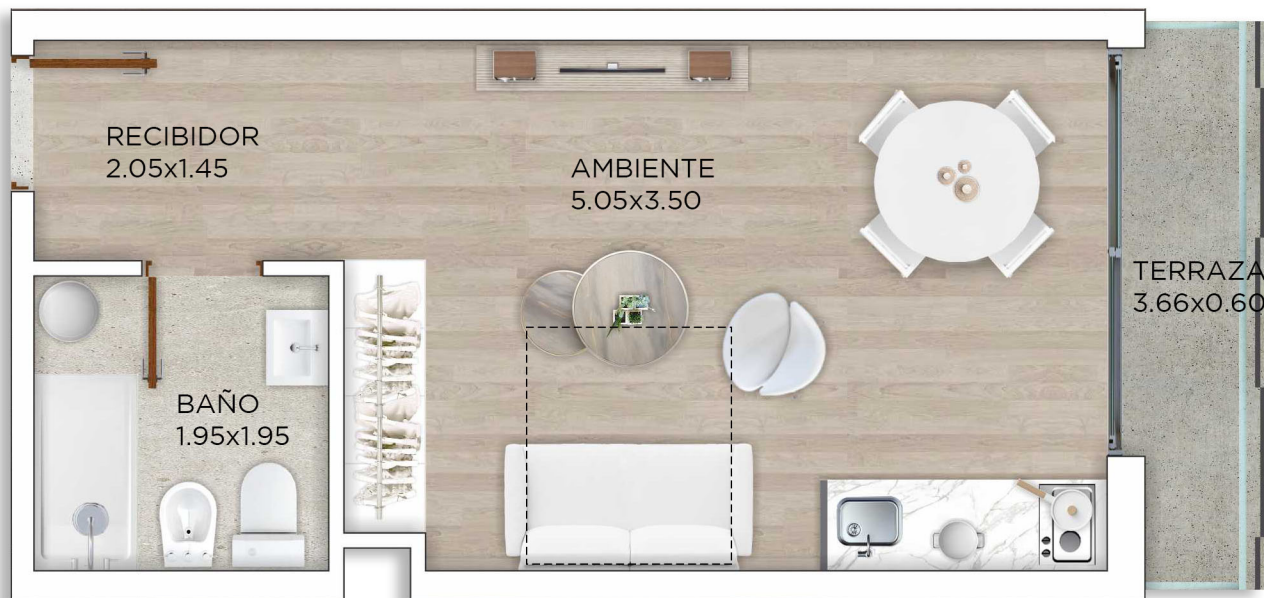 RECIBIDOR
2.05x1.45
AMBIENTE
5.05x3.50
TERRAZA
3.66x0.60
BAÑO
1.95x1.95